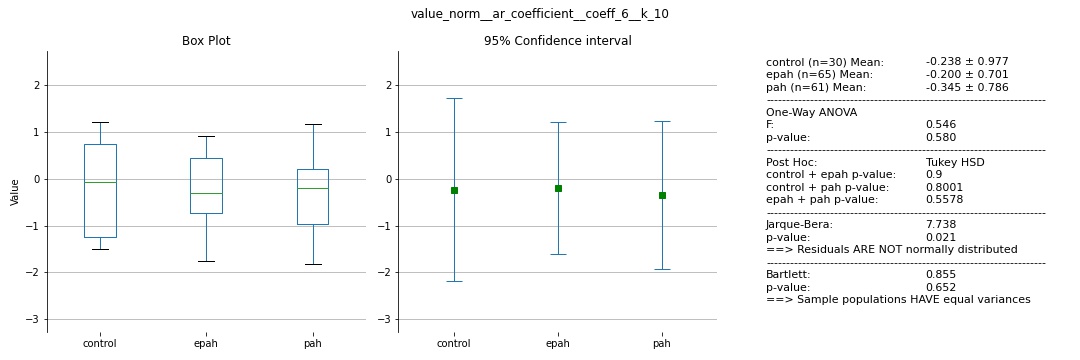 value_norm__ar_coefficient__coeff_6__k_10
Box Plot
Value
2
1
0
−1
−2
−3
control epah pah
95% Confidence interval
2
1
0
−1
−2
−3
control epah pah
control (n=30) Mean: -0.238 ± 0.977
epah (n=65) Mean: -0.200 ± 0.701
pah (n=61) Mean: -0.345 ± 0.786
One-Way ANOVA
F: 0.546
p-value: 0.580
Post Hoc: Tukey HSD
control + epah p-value: 0.9
control + pah p-value: 0.8001
epah + pah p-value: 0.5578
Jarque-Bera: 7.738
p-value: 0.021
==> Residuals ARE NOT normally distributed
Bartlett: 0.855
p-value: 0.652
==> Sample populations HAVE equal variances